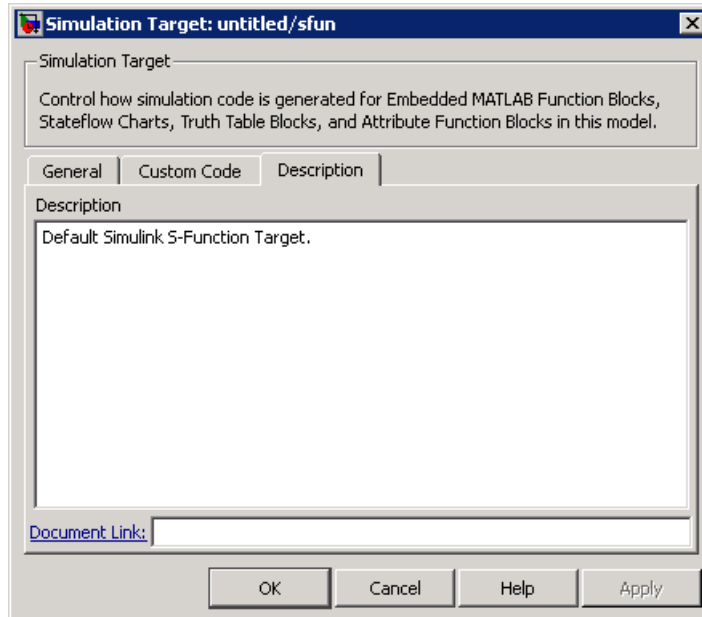 Simulation Target: untitled/sfun
Simulation Target
Control how simulation code is generated for Embedded MATLAB Function Blocks,
Stateflow Charts, Truth Table Blocks, and Attribute Function Blocks in this model.
General Custom Code Description
Description
Default Simulink S-Function Target.
Document Link:
OK Cancel Help Apply